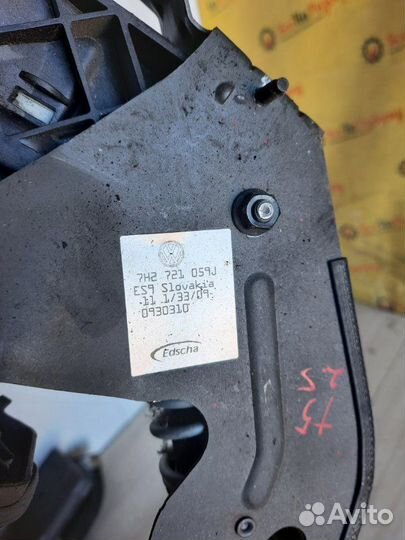 7H2 721 059J
ES9 Slovakia
.11 1/33/09.
0930310
Edscha
T5
2.5
Avito